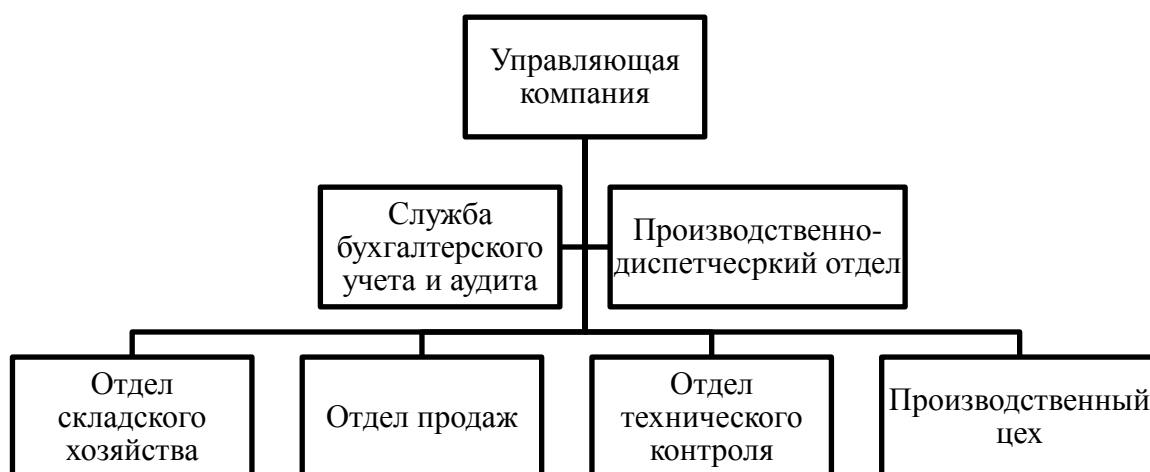 Управляющая
компания
Служба
бухгалтерского
учета и аудита
Производственно-
диспетчесркий отдел
Отдел
складского
хозяйства
Отдел продаж
Отдел
технического
контроля
Производственный
цех